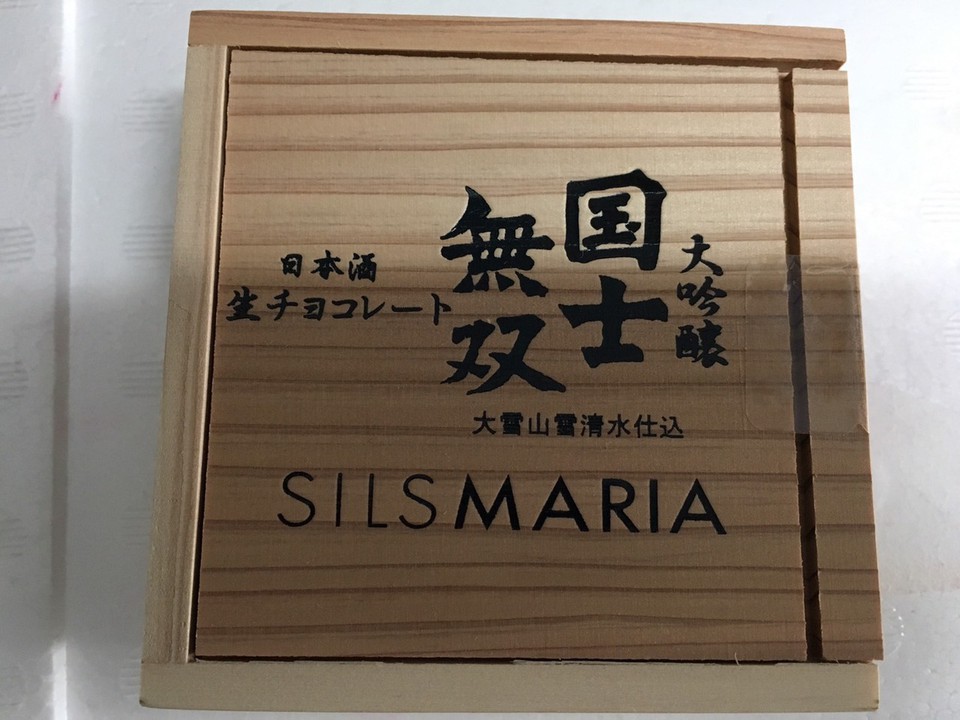 大吟醸
国士
無双
日本酒
生チョコレート
大雪山雪清水仕込
SILSMARIA